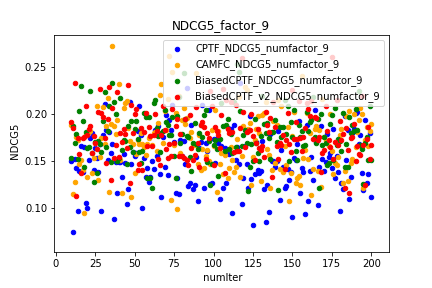 NDCG5_factor_9
CPTF_NDCG5_numfactor_9
CAMFC_NDCG5_numfactor_9
BiasedCPTF_NDCG5_numfactor_9
BiasedCPTF_v2_NDCG5_numfactor_9
NDCG5
0.25
0.20
0.15
0.10
0 25 50 75 100 125 150 175 200
numIter